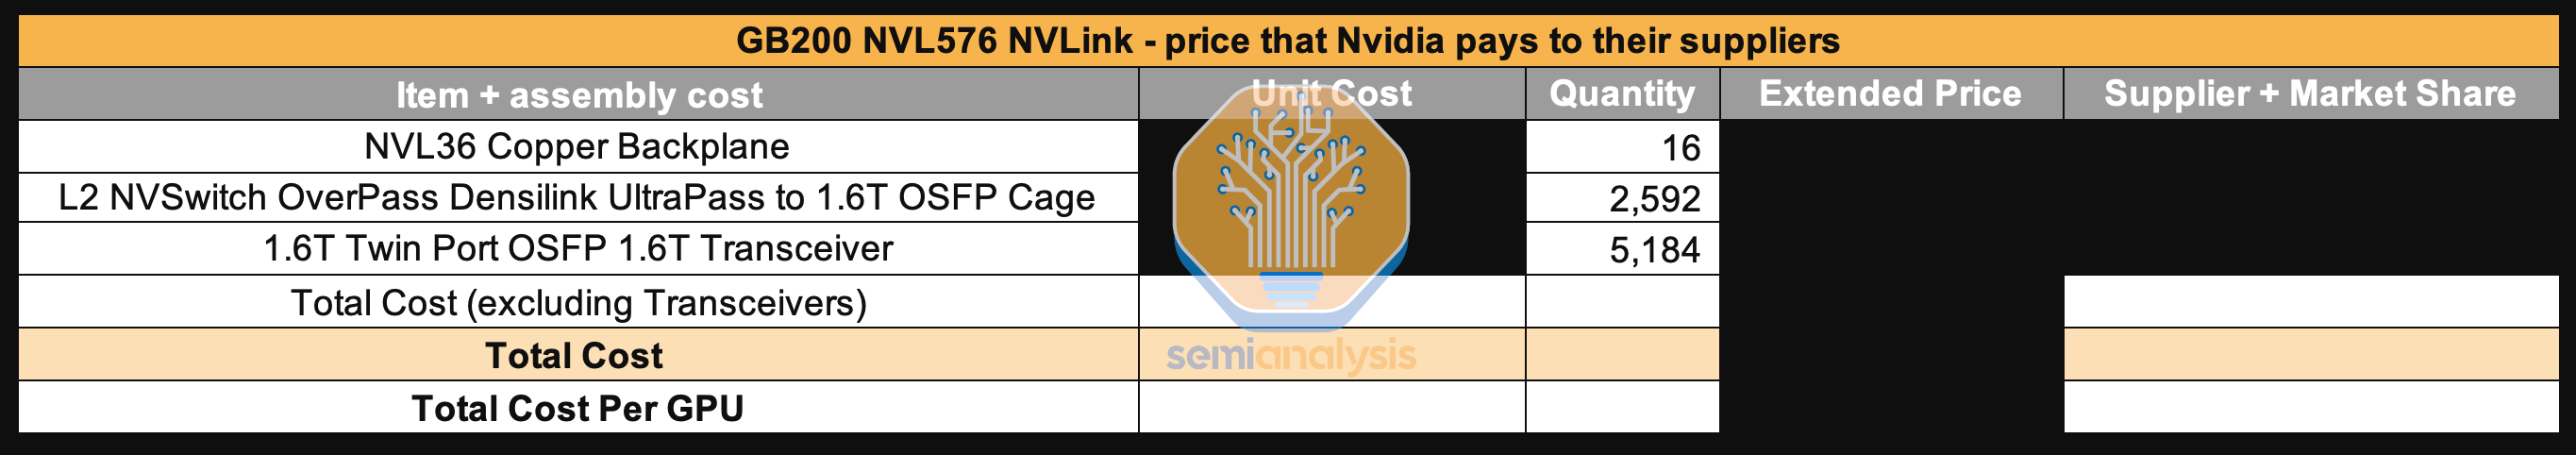 GB200 NVL576 NVLink - price that Nvidia pays to their suppliers
Item + assembly cost Unit Cost Quantity Extended Price Supplier + Market Share
NVL36 Copper Backplane 16
L2 NVSwitch OverPass Densilink UltraPass to 1.6T OSFP Cage 2,592
1.6T Twin Port OSFP 1.6T Transceiver 5,184
Total Cost (excluding Transceivers)
Total Cost
semianalysis
Total Cost Per GPU